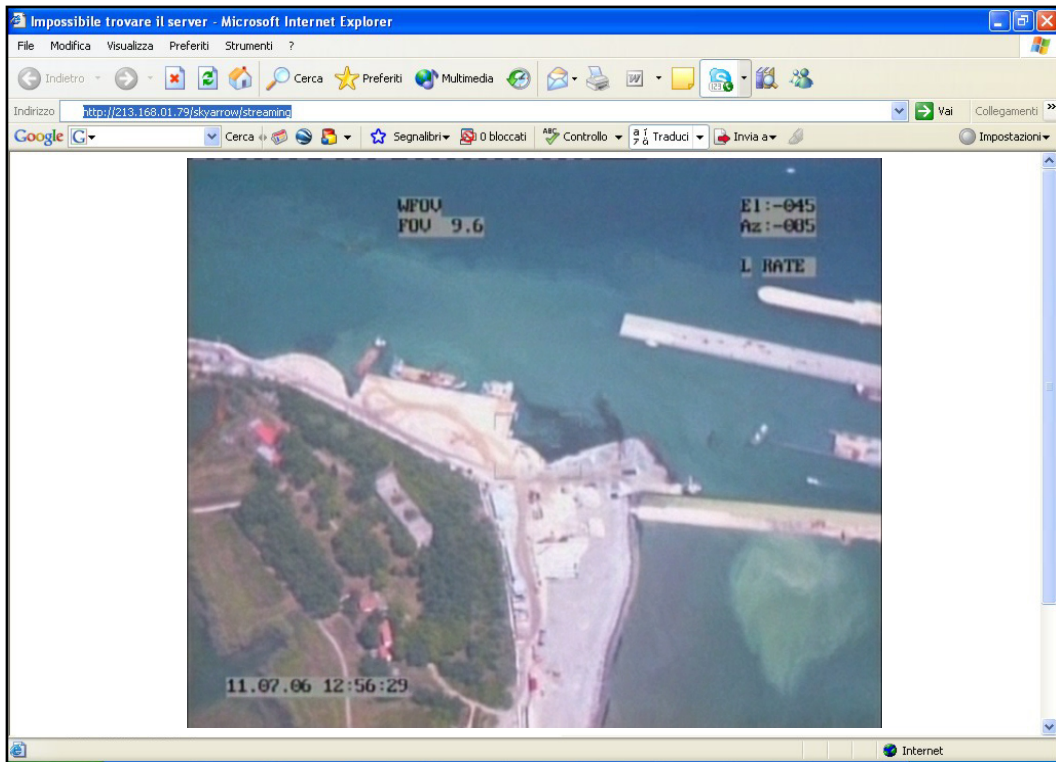 Impossibile trovare il server - Microsoft Internet Explorer
File Modifica Visualizza Preferiti Strumenti ?
Indietro Cerca Preferiti Multimedia
Indirizzo http://213.168.01.79/skyarrow/streaming Vai Collegamenti »
Google G Cerca Segnalibri 0 bloccati ABC Controllo Traduci Invia a Impostazioni
WFOV El:-045
FOV 9.6 Az:-005
L RATE
11.07.06 12:56:29
Internet